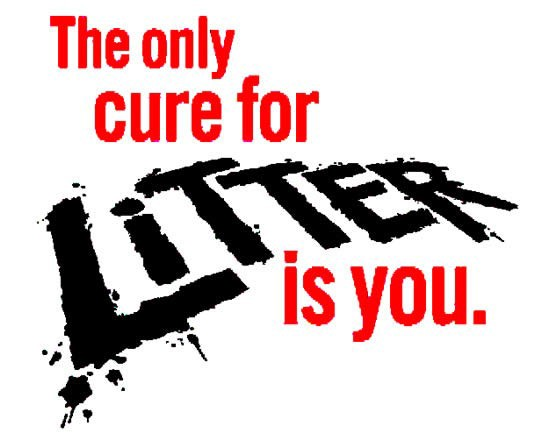 The only
cure for
LiTTER
is you.